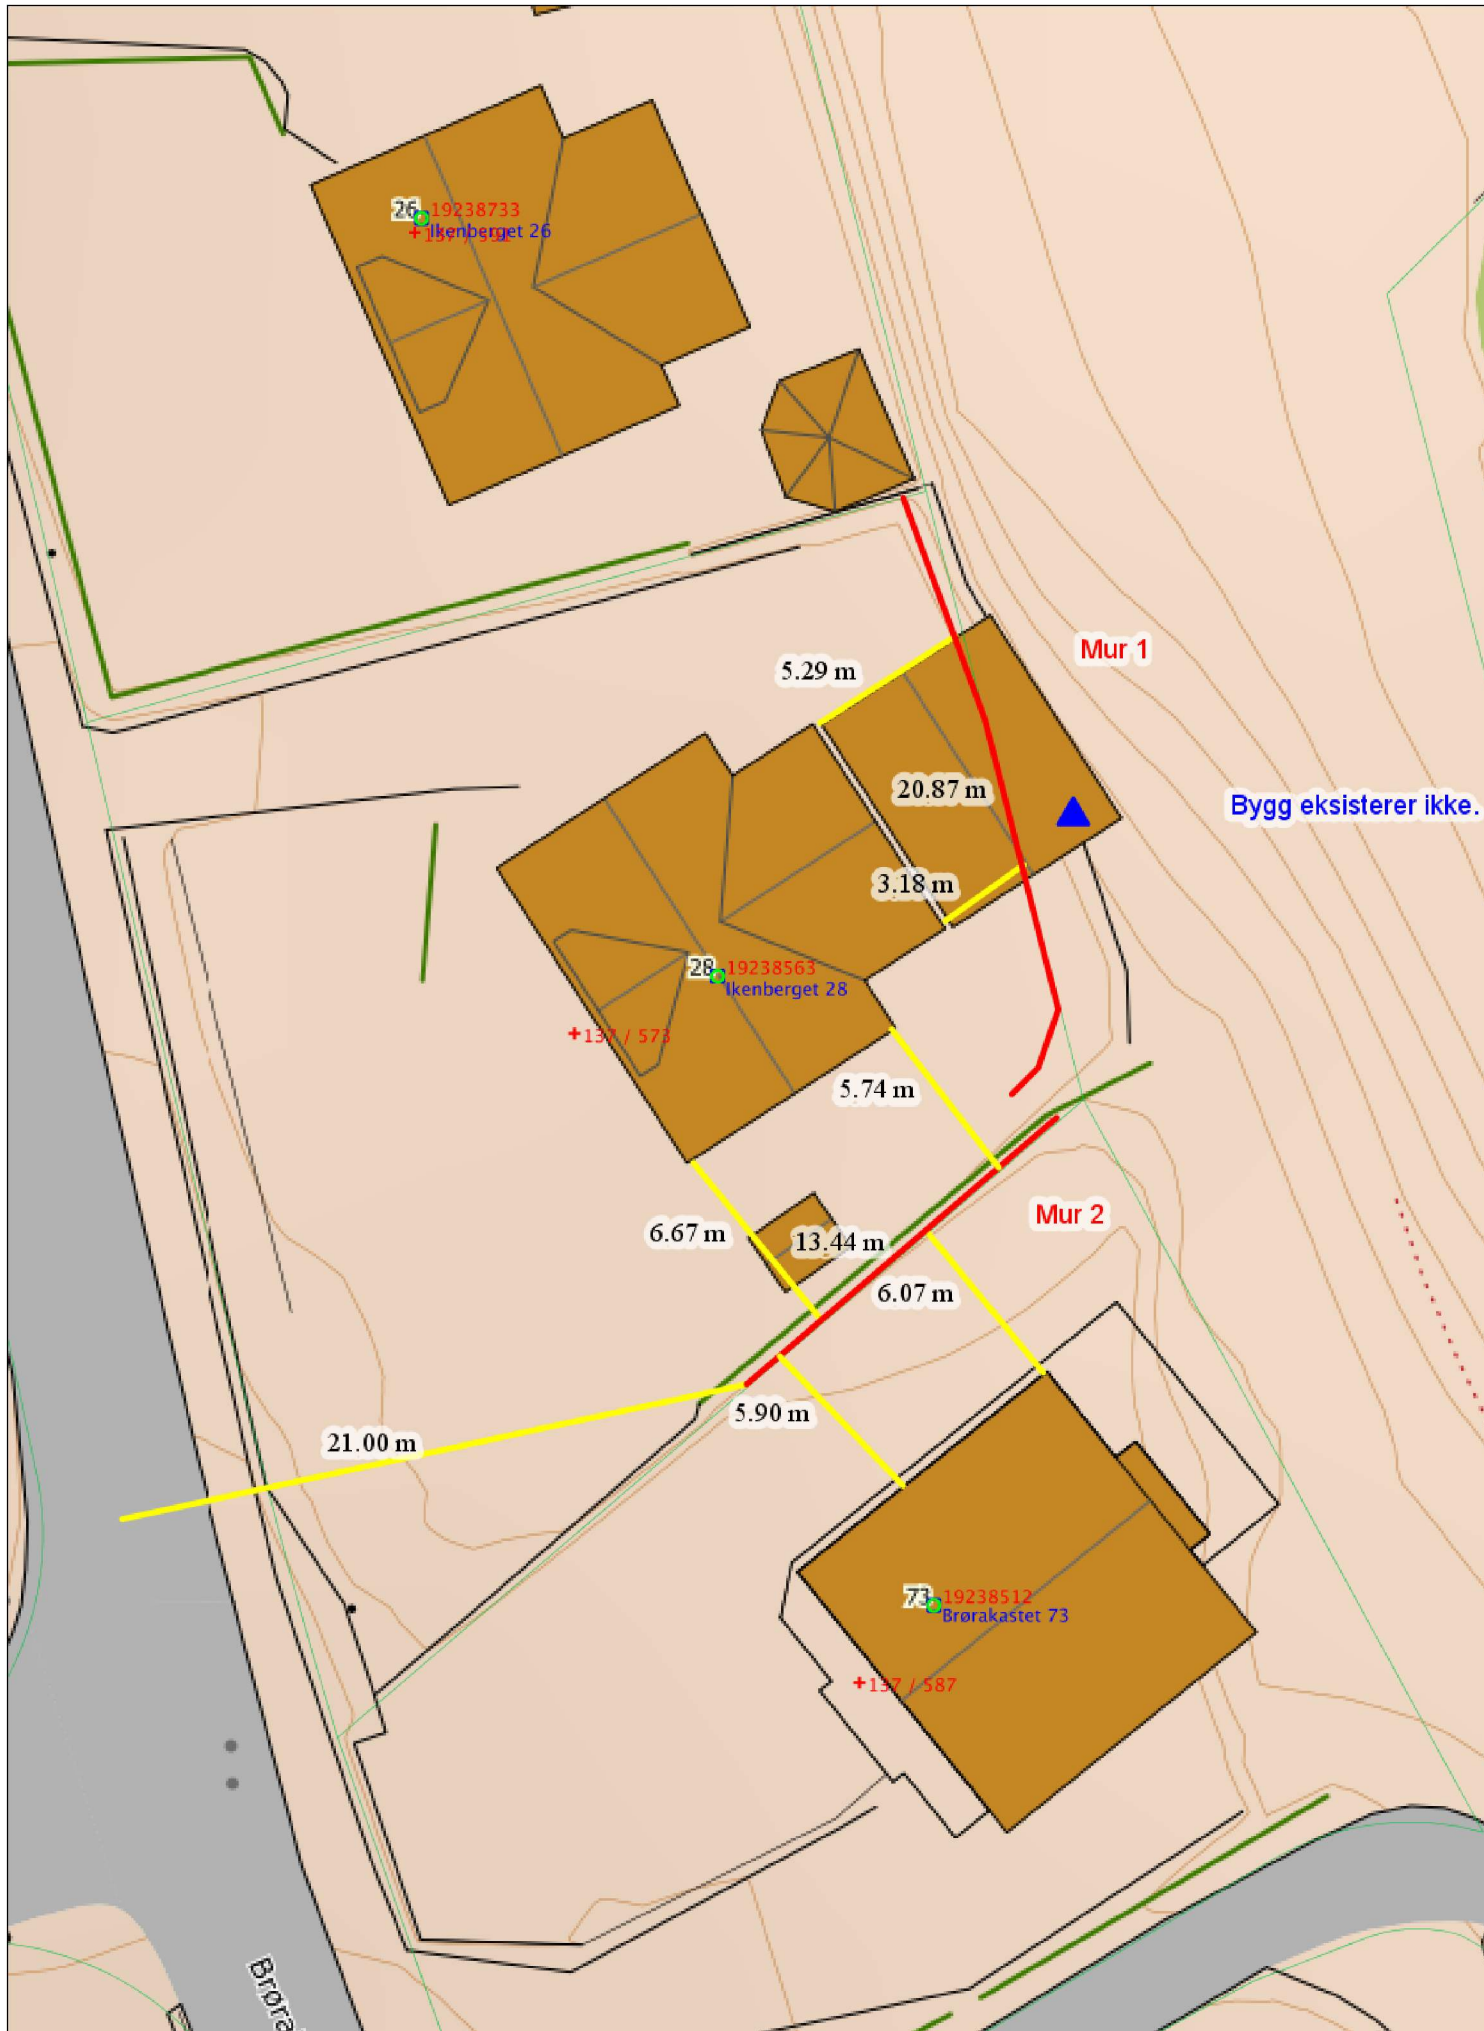 26
19238733
Ikenberget 26
Mur 1
5.29 m
20.87 m
Bygg eksisterer ikke.
3.18 m
28
19238563
Ikenberget 28
137 / 573
5.74 m
Mur 2
6.67 m
13.44 m
6.07 m
5.90 m
21.00 m
73
19238512
Brørakastet 73
137 / 587